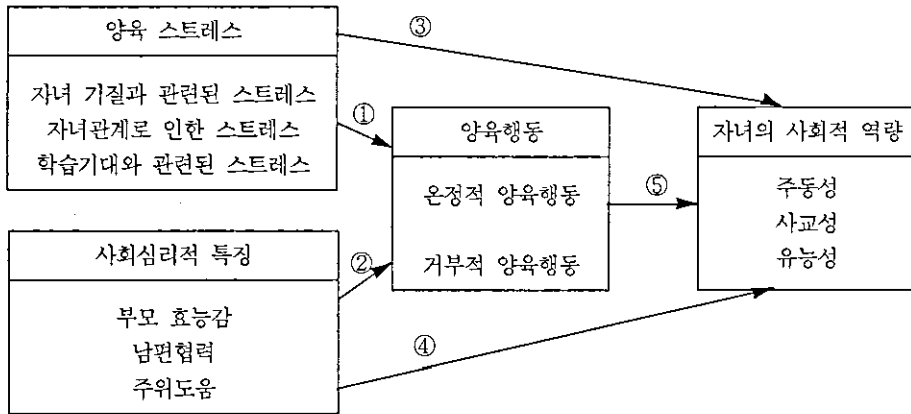 양육 스트레스
자녀 기질과 관련된 스트레스
자녀관계로 인한 스트레스
학습기대와 관련된 스트레스
③
①
양육행동
온정적 양육행동
거부적 양육행동
⑤
자녀의 사회적 역량
주동성
사교성
유능성
사회심리적 특징
부모 효능감
남편협력
주위도움
②
④